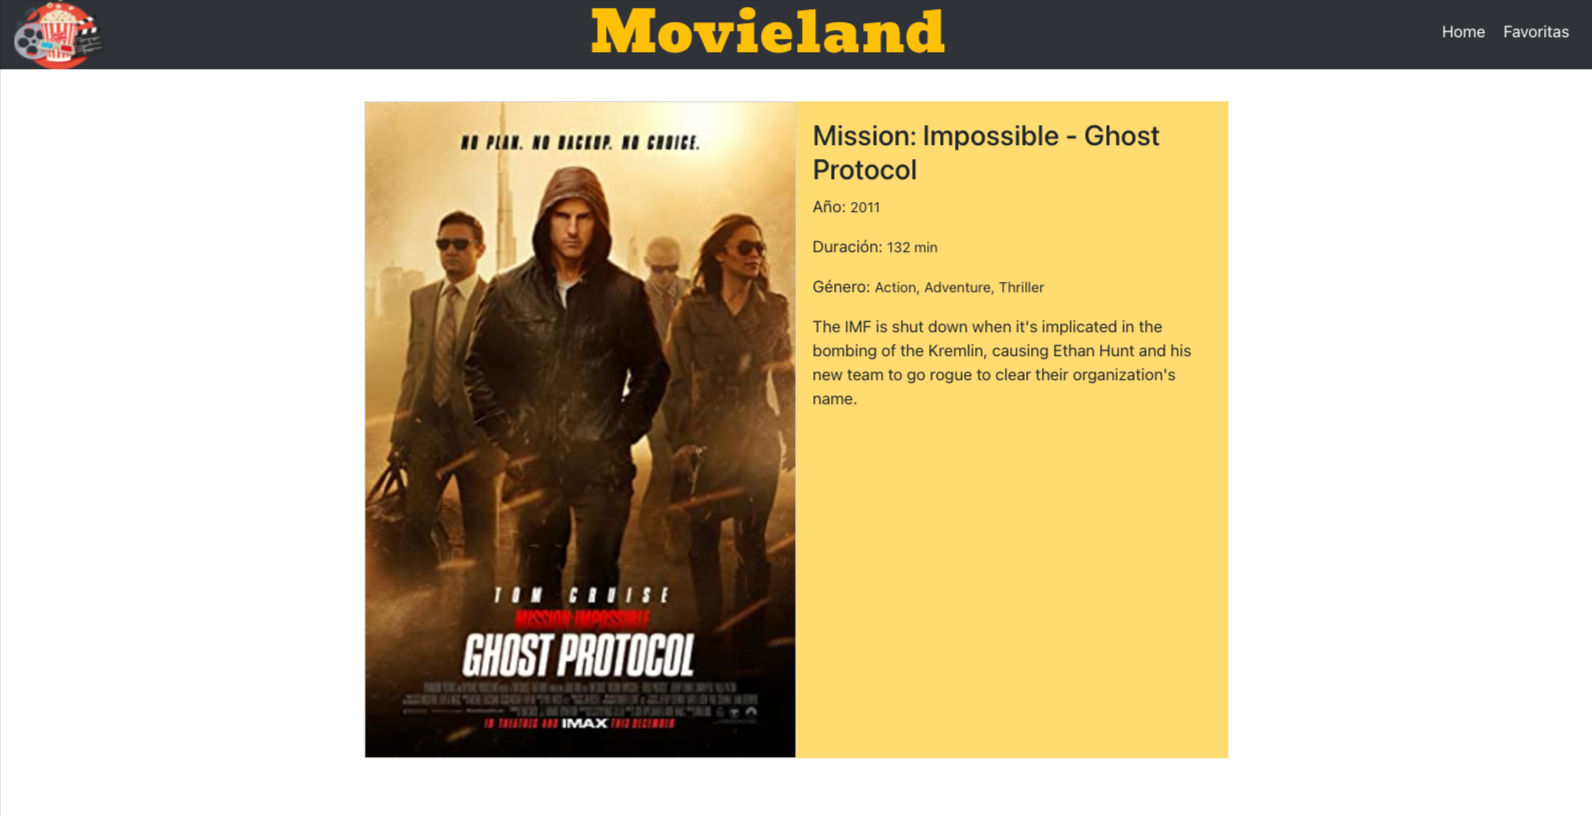 Movieland
Home Favoritas
NO PLAN. NO BACKUP. NO CHOICE.
TOM CRUISE
MISSION: IMPOSSIBLE
GHOST PROTOCOL
IN THEATRES AND IMAX THIS DECEMBER
Mission: Impossible - Ghost
Protocol
Año: 2011
Duración: 132 min
Género: Action, Adventure, Thriller
The IMF is shut down when it's implicated in the
bombing of the Kremlin, causing Ethan Hunt and his
new team to go rogue to clear their organization's
name.